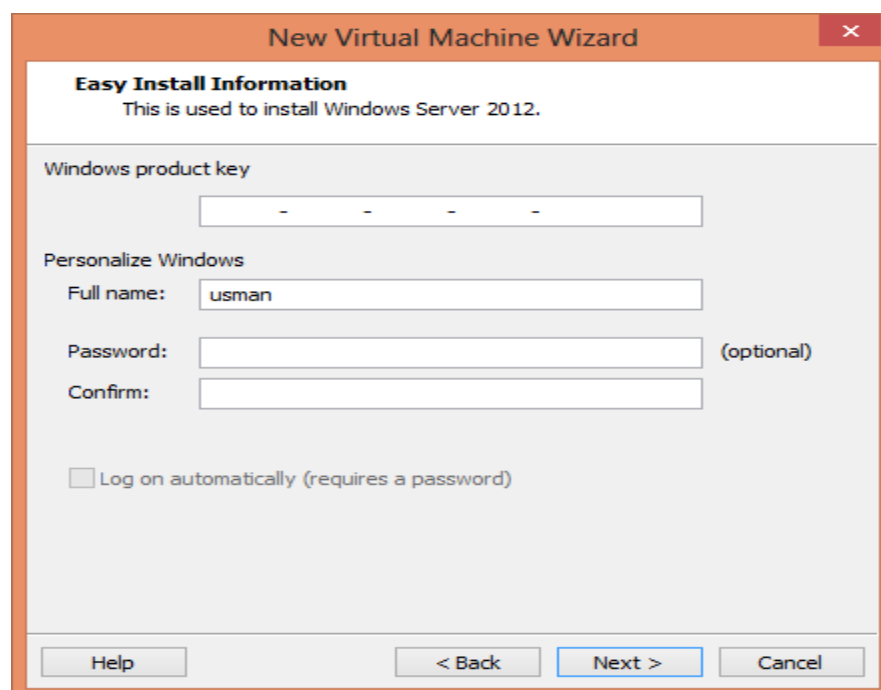 New Virtual Machine Wizard
×
Easy Install Information
This is used to install Windows Server 2012.
Windows product key
- - - -
Personalize Windows
Full name: usman
Password: (optional)
Confirm:
Log on automatically (requires a password)
Help < Back Next > Cancel